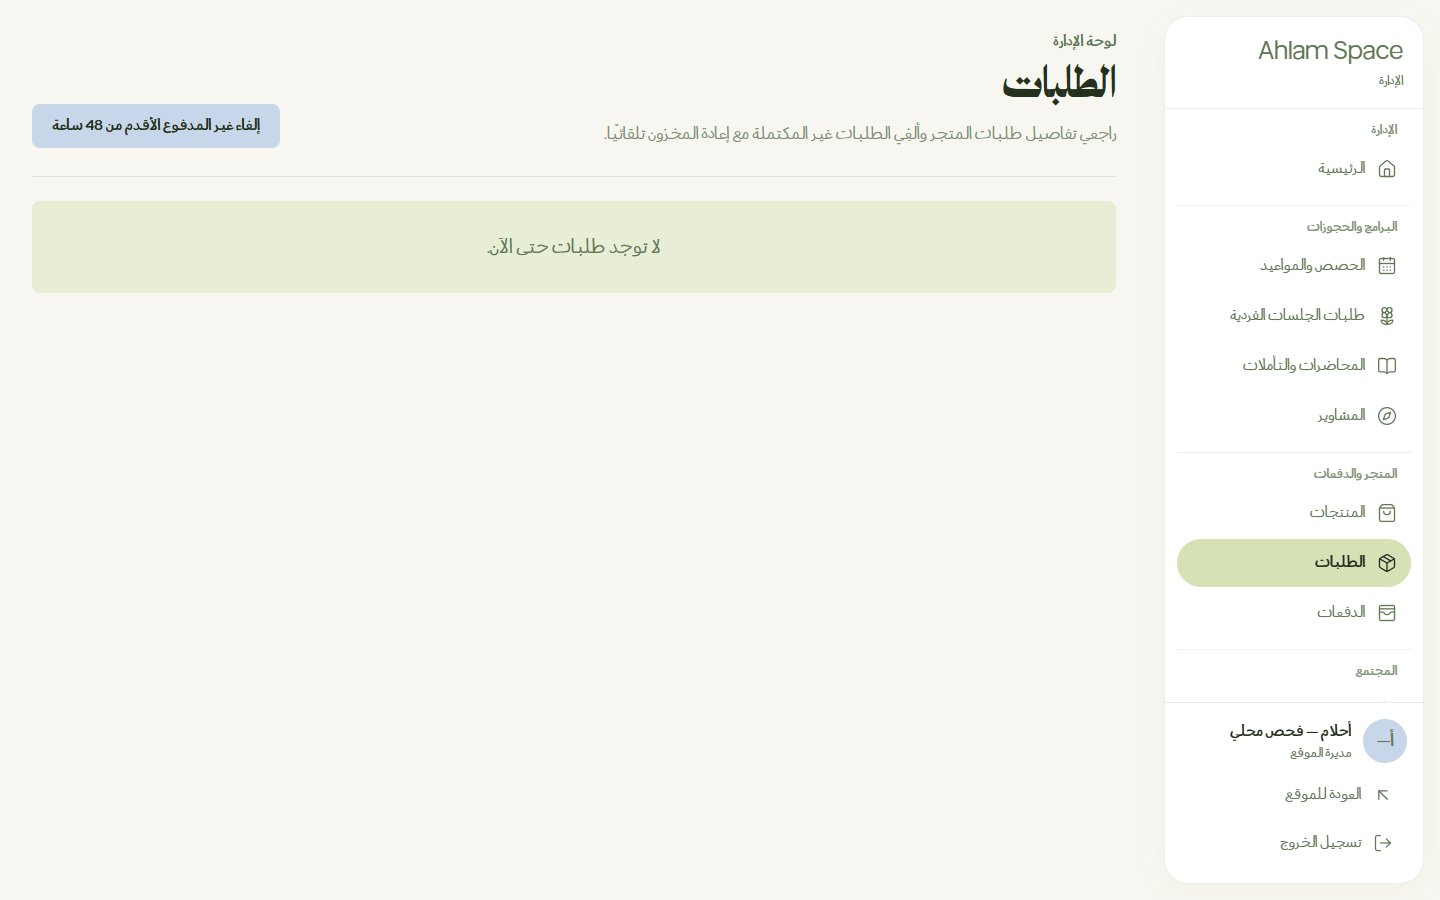 Ahlam Space
الإدارة
الإدارة
الرئيسية
البرامج والحجوزات
الحصص والمواعيد
طلبات الجلسات الفردية
المحاضرات والتأملات
المشاوير
المتجر والدفعات
المنتجات
الطلبات
الدفعات
المجتمع
أ—
أحلام — فحص محلي
مديرة الموقع
العودة للموقع
تسجيل الخروج
لوحة الإدارة
الطلبات
راجعي تفاصيل طلبات المتجر وألغي الطلبات غير المكتملة مع إعادة المخزون تلقائيًا.
إلغاء غير المدفوع الأقدم من 48 ساعة
لا توجد طلبات حتى الآن.